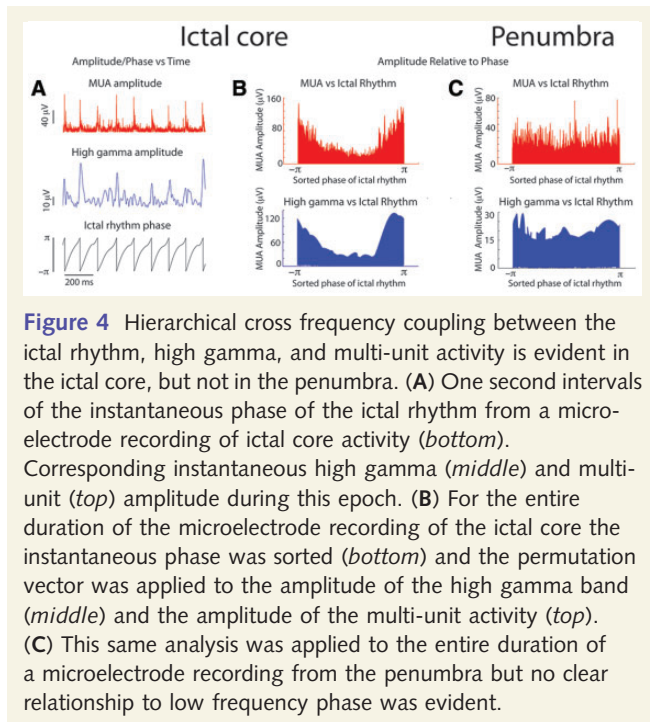 Ictal core
Penumbra
Amplitude/Phase vs Time
Amplitude Relative to Phase
A
MUA amplitude
40 μV
High gamma amplitude
10 μV
Ictal rhythm phase
π
−π
200 ms
B
MUA vs Ictal Rhythm
MUA Amplitude (μV)
160
80
0
−π
π
Sorted phase of ictal rhythm
High gamma vs Ictal Rhythm
MUA Amplitude (μV)
120
60
0
−π
π
Sorted phase of ictal rhythm
C
MUA vs Ictal Rhythm
MUA Amplitude (μV)
80
40
0
−π
π
Sorted phase of ictal rhythm
High gamma vs Ictal Rhythm
MUA Amplitude (μV)
30
15
0
−π
π
Sorted phase of ictal rhythm
Figure 4 Hierarchical cross frequency coupling between the
ictal rhythm, high gamma, and multi-unit activity is evident in
the ictal core, but not in the penumbra. (A) One second intervals
of the instantaneous phase of the ictal rhythm from a micro-
electrode recording of ictal core activity (bottom).
Corresponding instantaneous high gamma (middle) and multi-
unit (top) amplitude during this epoch. (B) For the entire
duration of the microelectrode recording of the ictal core the
instantaneous phase was sorted (bottom) and the permutation
vector was applied to the amplitude of the high gamma band
(middle) and the amplitude of the multi-unit activity (top).
(C) This same analysis was applied to the entire duration of
a microelectrode recording from the penumbra but no clear
relationship to low frequency phase was evident.